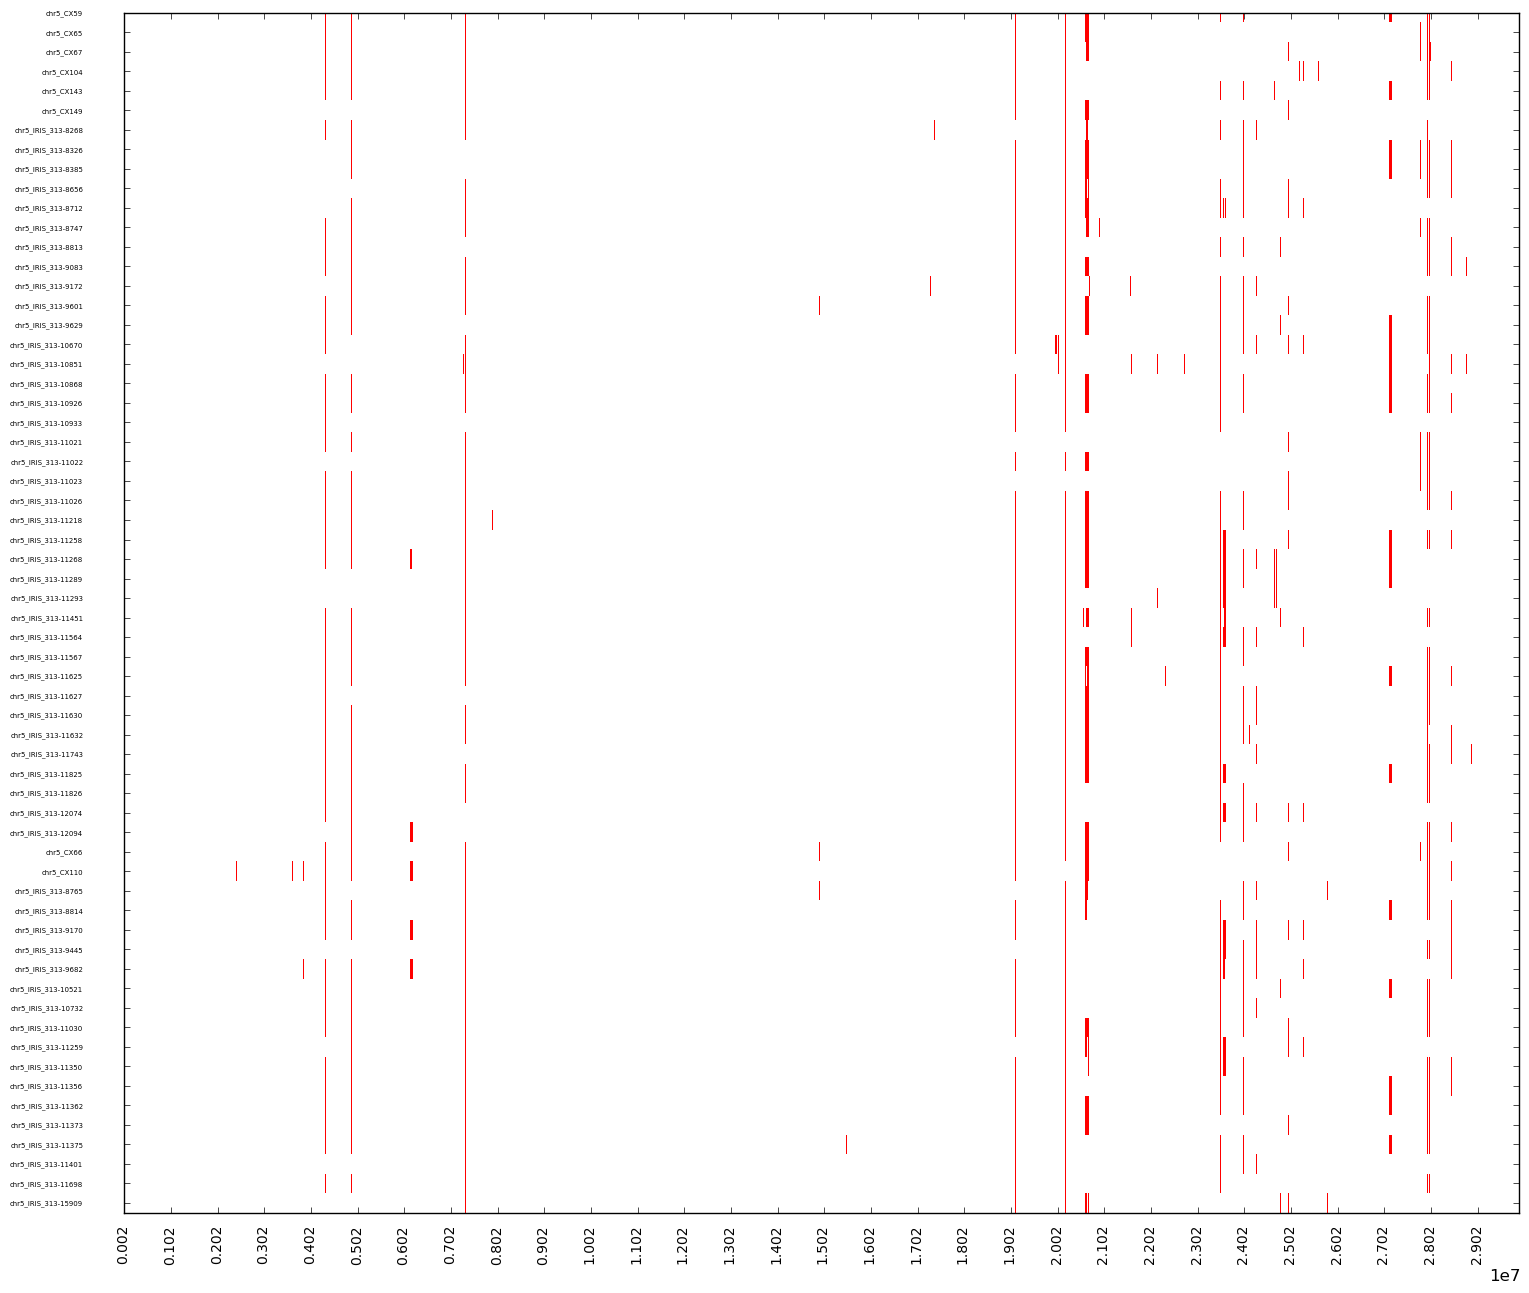 chr5_CX59
chr5_CX65
chr5_CX67
chr5_CX104
chr5_CX143
chr5_CX149
chr5_IRIS_313-8268
chr5_IRIS_313-8326
chr5_IRIS_313-8385
chr5_IRIS_313-8656
chr5_IRIS_313-8712
chr5_IRIS_313-8747
chr5_IRIS_313-8813
chr5_IRIS_313-9083
chr5_IRIS_313-9172
chr5_IRIS_313-9601
chr5_IRIS_313-9629
chr5_IRIS_313-10670
chr5_IRIS_313-10851
chr5_IRIS_313-10868
chr5_IRIS_313-10926
chr5_IRIS_313-10933
chr5_IRIS_313-11021
chr5_IRIS_313-11022
chr5_IRIS_313-11023
chr5_IRIS_313-11026
chr5_IRIS_313-11218
chr5_IRIS_313-11258
chr5_IRIS_313-11268
chr5_IRIS_313-11289
chr5_IRIS_313-11293
chr5_IRIS_313-11451
chr5_IRIS_313-11564
chr5_IRIS_313-11567
chr5_IRIS_313-11625
chr5_IRIS_313-11627
chr5_IRIS_313-11630
chr5_IRIS_313-11632
chr5_IRIS_313-11743
chr5_IRIS_313-11825
chr5_IRIS_313-11826
chr5_IRIS_313-12074
chr5_IRIS_313-12094
chr5_CX66
chr5_CX110
chr5_IRIS_313-8765
chr5_IRIS_313-8814
chr5_IRIS_313-9170
chr5_IRIS_313-9445
chr5_IRIS_313-9682
chr5_IRIS_313-10521
chr5_IRIS_313-10732
chr5_IRIS_313-11030
chr5_IRIS_313-11259
chr5_IRIS_313-11350
chr5_IRIS_313-11356
chr5_IRIS_313-11362
chr5_IRIS_313-11373
chr5_IRIS_313-11375
chr5_IRIS_313-11401
chr5_IRIS_313-11698
chr5_IRIS_313-15909
0.002 0.102 0.202 0.302 0.402 0.502 0.602 0.702 0.802 0.902 1.002 1.102 1.202 1.302 1.402 1.502 1.602 1.702 1.802 1.902 2.002 2.102 2.202 2.302 2.402 2.502 2.602 2.702 2.802 2.902
1e7